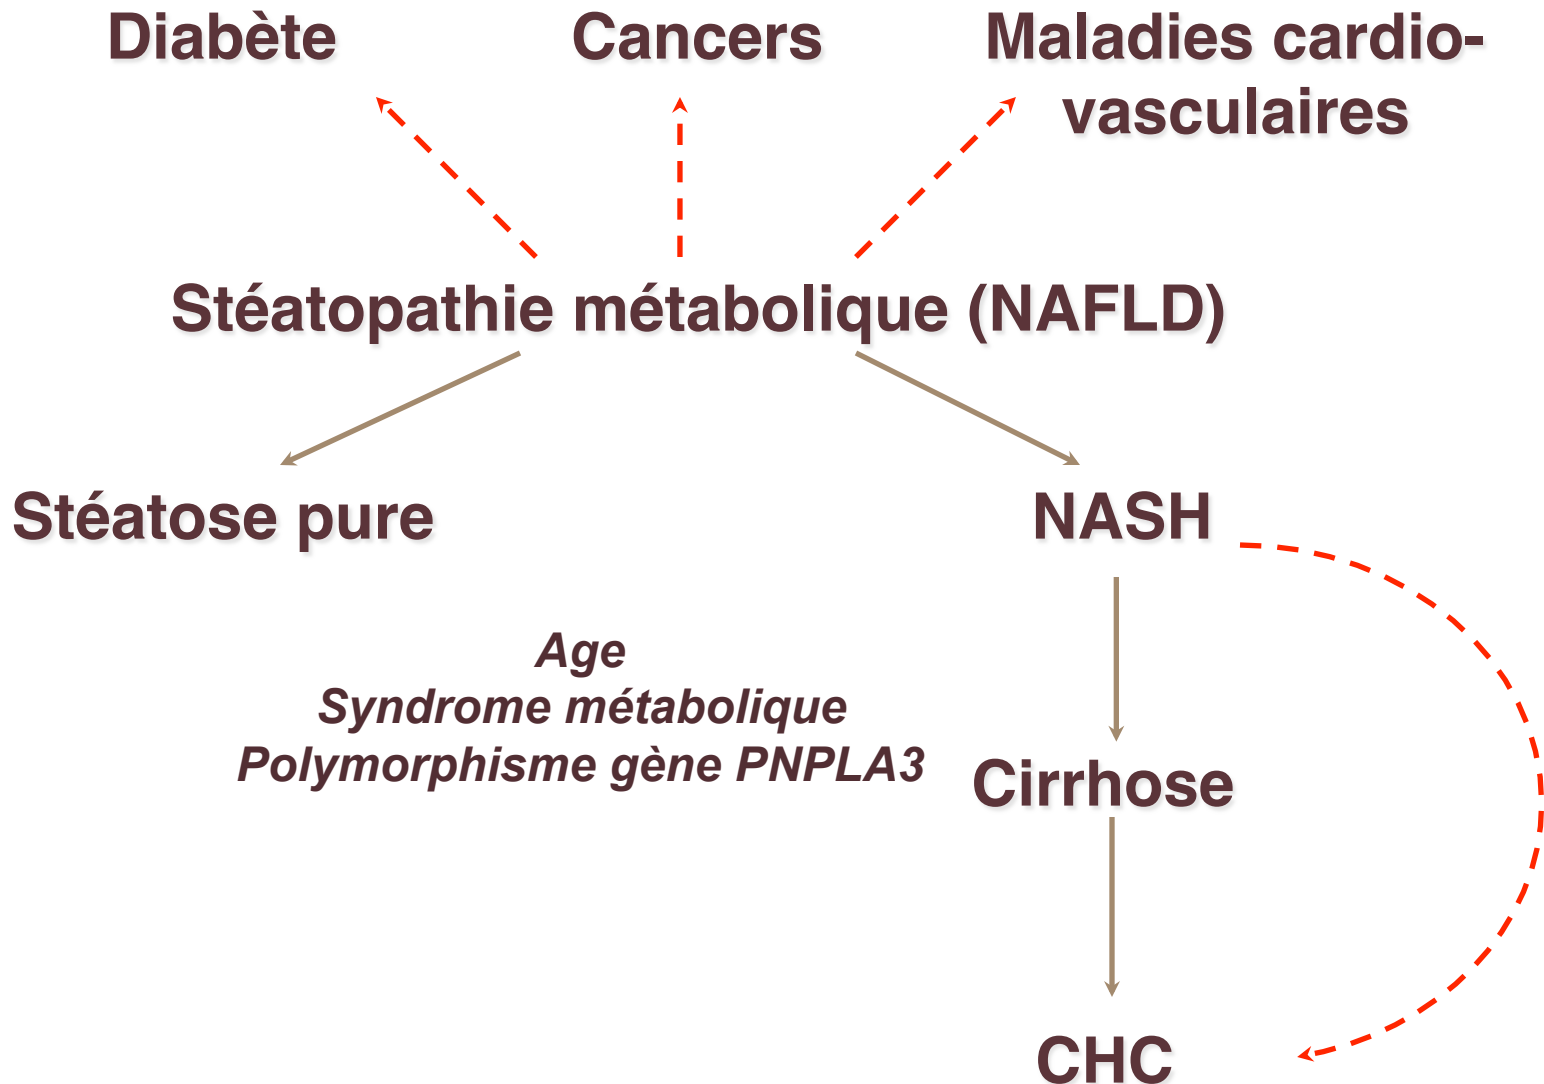 Diabète
Cancers
Maladies cardio-
vasculaires
Stéatopathie métabolique (NAFLD)
Stéatose pure
NASH
Age
Syndrome métabolique
Polymorphisme gène PNPLA3
Cirrhose
CHC